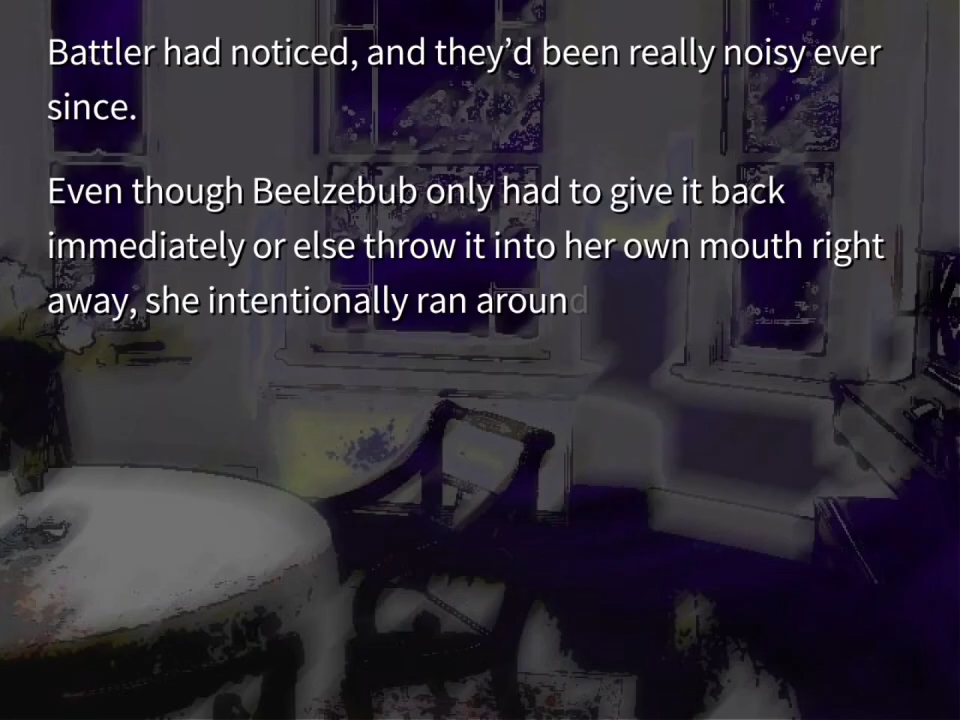 Battler had noticed, and they’d been really noisy ever
since.
Even though Beelzebub only had to give it back
immediately or else throw it into her own mouth right
away, she intentionally ran around